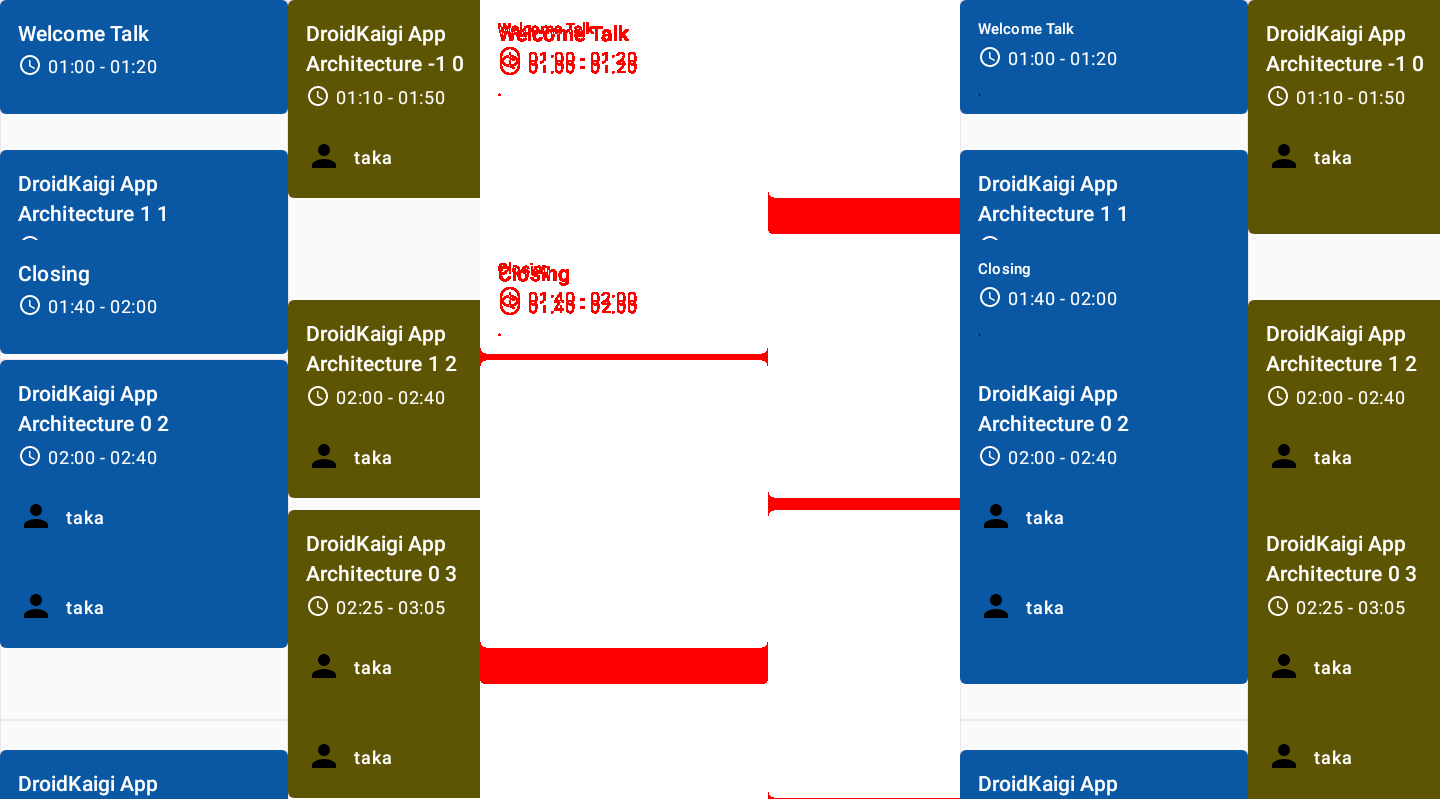 Welcome Talk
01:00 - 01:20
DroidKaigi App
Architecture 1 1
Closing
01:40 - 02:00
DroidKaigi App
Architecture 0 2
02:00 - 02:40
taka
taka
DroidKaigi App
DroidKaigi App
Architecture -1 0
01:10 - 01:50
taka
DroidKaigi App
Architecture 1 2
02:00 - 02:40
taka
DroidKaigi App
Architecture 0 3
02:25 - 03:05
taka
taka
Welcome Talk
01:00 - 01:20
Closing
01:40 - 02:00
Welcome Talk
01:00 - 01:20
DroidKaigi App
Architecture 1 1
Closing
01:40 - 02:00
DroidKaigi App
Architecture 0 2
02:00 - 02:40
taka
taka
DroidKaigi App
DroidKaigi App
Architecture -1 0
01:10 - 01:50
taka
DroidKaigi App
Architecture 1 2
02:00 - 02:40
taka
DroidKaigi App
Architecture 0 3
02:25 - 03:05
taka
taka